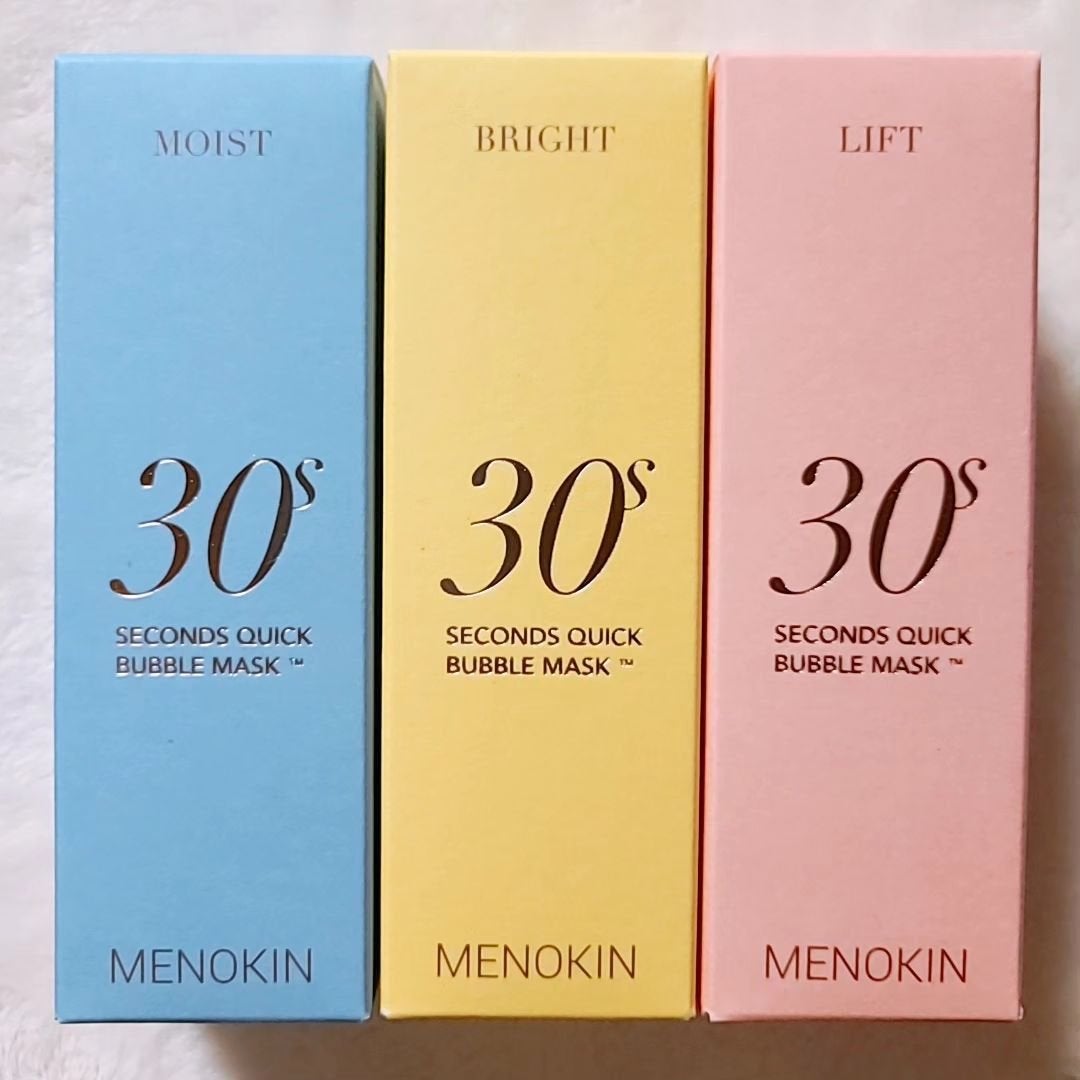 MOIST
30s
SECONDS QUICK
BUBBLE MASK ™
MENOKIN
BRIGHT
30s
SECONDS QUICK
BUBBLE MASK ™
MENOKIN
LIFT
30s
SECONDS QUICK
BUBBLE MASK ™
MENOKIN